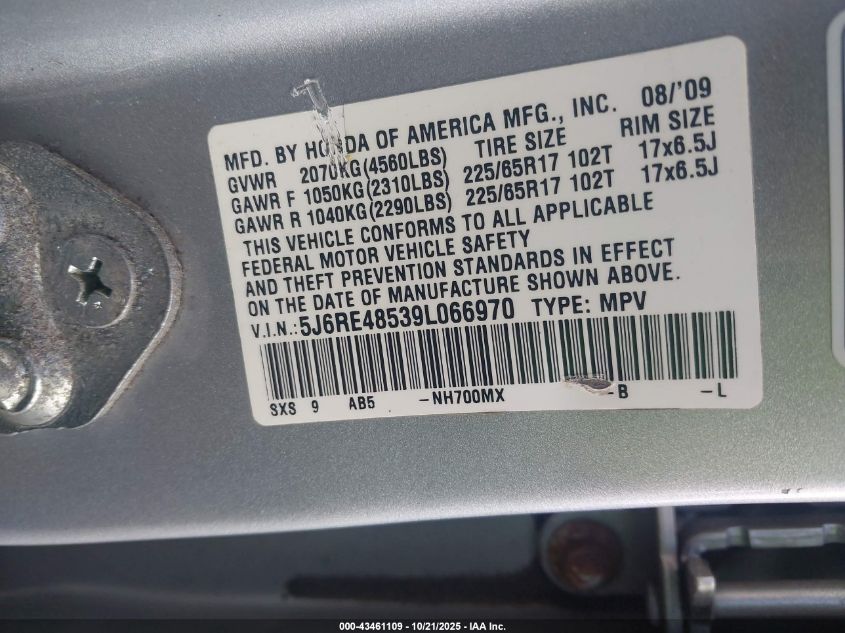 MFD. BY HONDA OF AMERICA MFG., INC. 08/'09
GVWR 2070KG(4560LBS) TIRE SIZE RIM SIZE
GAWR F 1050KG(2310LBS) 225/65R17 102T 17x6.5J
GAWR R 1040KG(2290LBS) 225/65R17 102T 17x6.5J
THIS VEHICLE CONFORMS TO ALL APPLICABLE
FEDERAL MOTOR VEHICLE SAFETY
AND THEFT PREVENTION STANDARDS IN EFFECT
ON THE DATE OF MANUFACTURE SHOWN ABOVE.
V.I.N.:5J6RE48539L066970 TYPE: MPV
SXS 9 AB5 -NH700MX -B -L
000-43461109 - 10/21/2025 - IAA Inc.